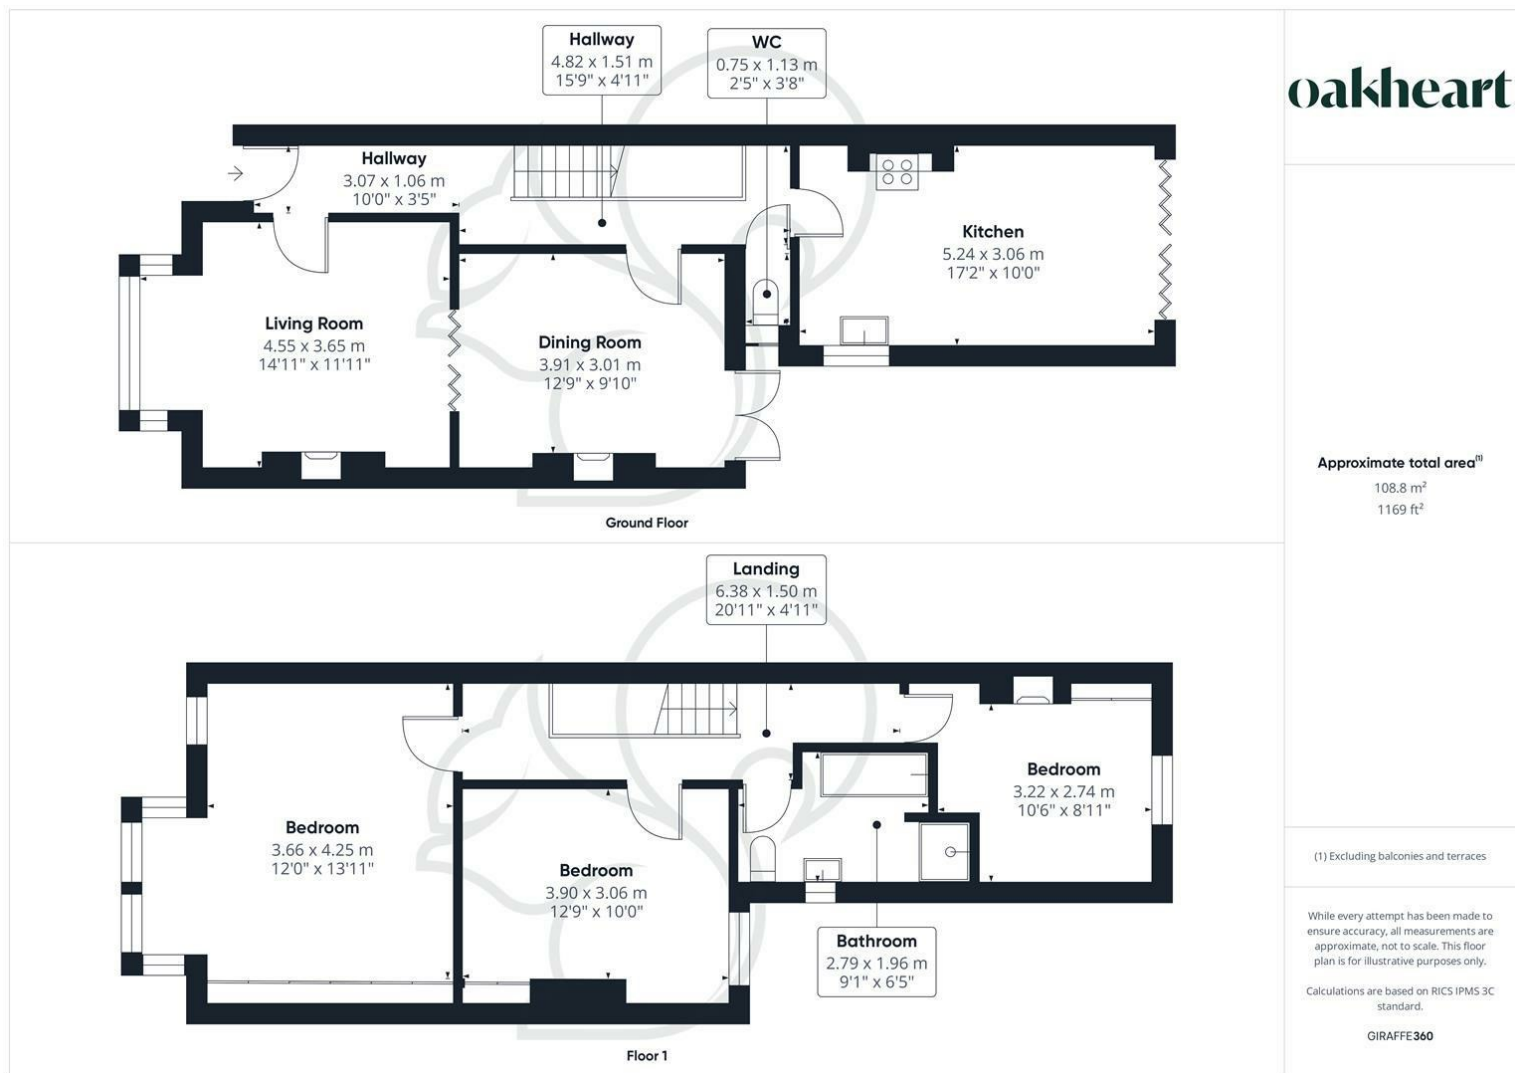 Hallway
4.82 x 1.51 m
15'9" x 4'11"
WC
0.75 x 1.13 m
2'5" x 3'8"
Hallway
3.07 x 1.06 m
10'0" x 3'5"
Kitchen
5.24 x 3.06 m
17'2" x 10'0"
Living Room
4.55 x 3.65 m
14'11" x 11'11"
Dining Room
3.91 x 3.01 m
12'9" x 9'10"
Ground Floor
Landing
6.38 x 1.50 m
20'11" x 4'11"
Bedroom
3.22 x 2.74 m
10'6" x 8'11"
Bedroom
3.66 x 4.25 m
12'0" x 13'11"
Bedroom
3.90 x 3.06 m
12'9" x 10'0"
Bathroom
2.79 x 1.96 m
9'1" x 6'5"
Floor 1
oakheart
Approximate total area⁽¹⁾
108.8 m²
1169 ft²
(1) Excluding balconies and terraces
While every attempt has been made to
ensure accuracy, all measurements are
approximate, not to scale. This floor
plan is for illustrative purposes only.
Calculations are based on RICS IPMS 3C
standard.
GIRAFFE360